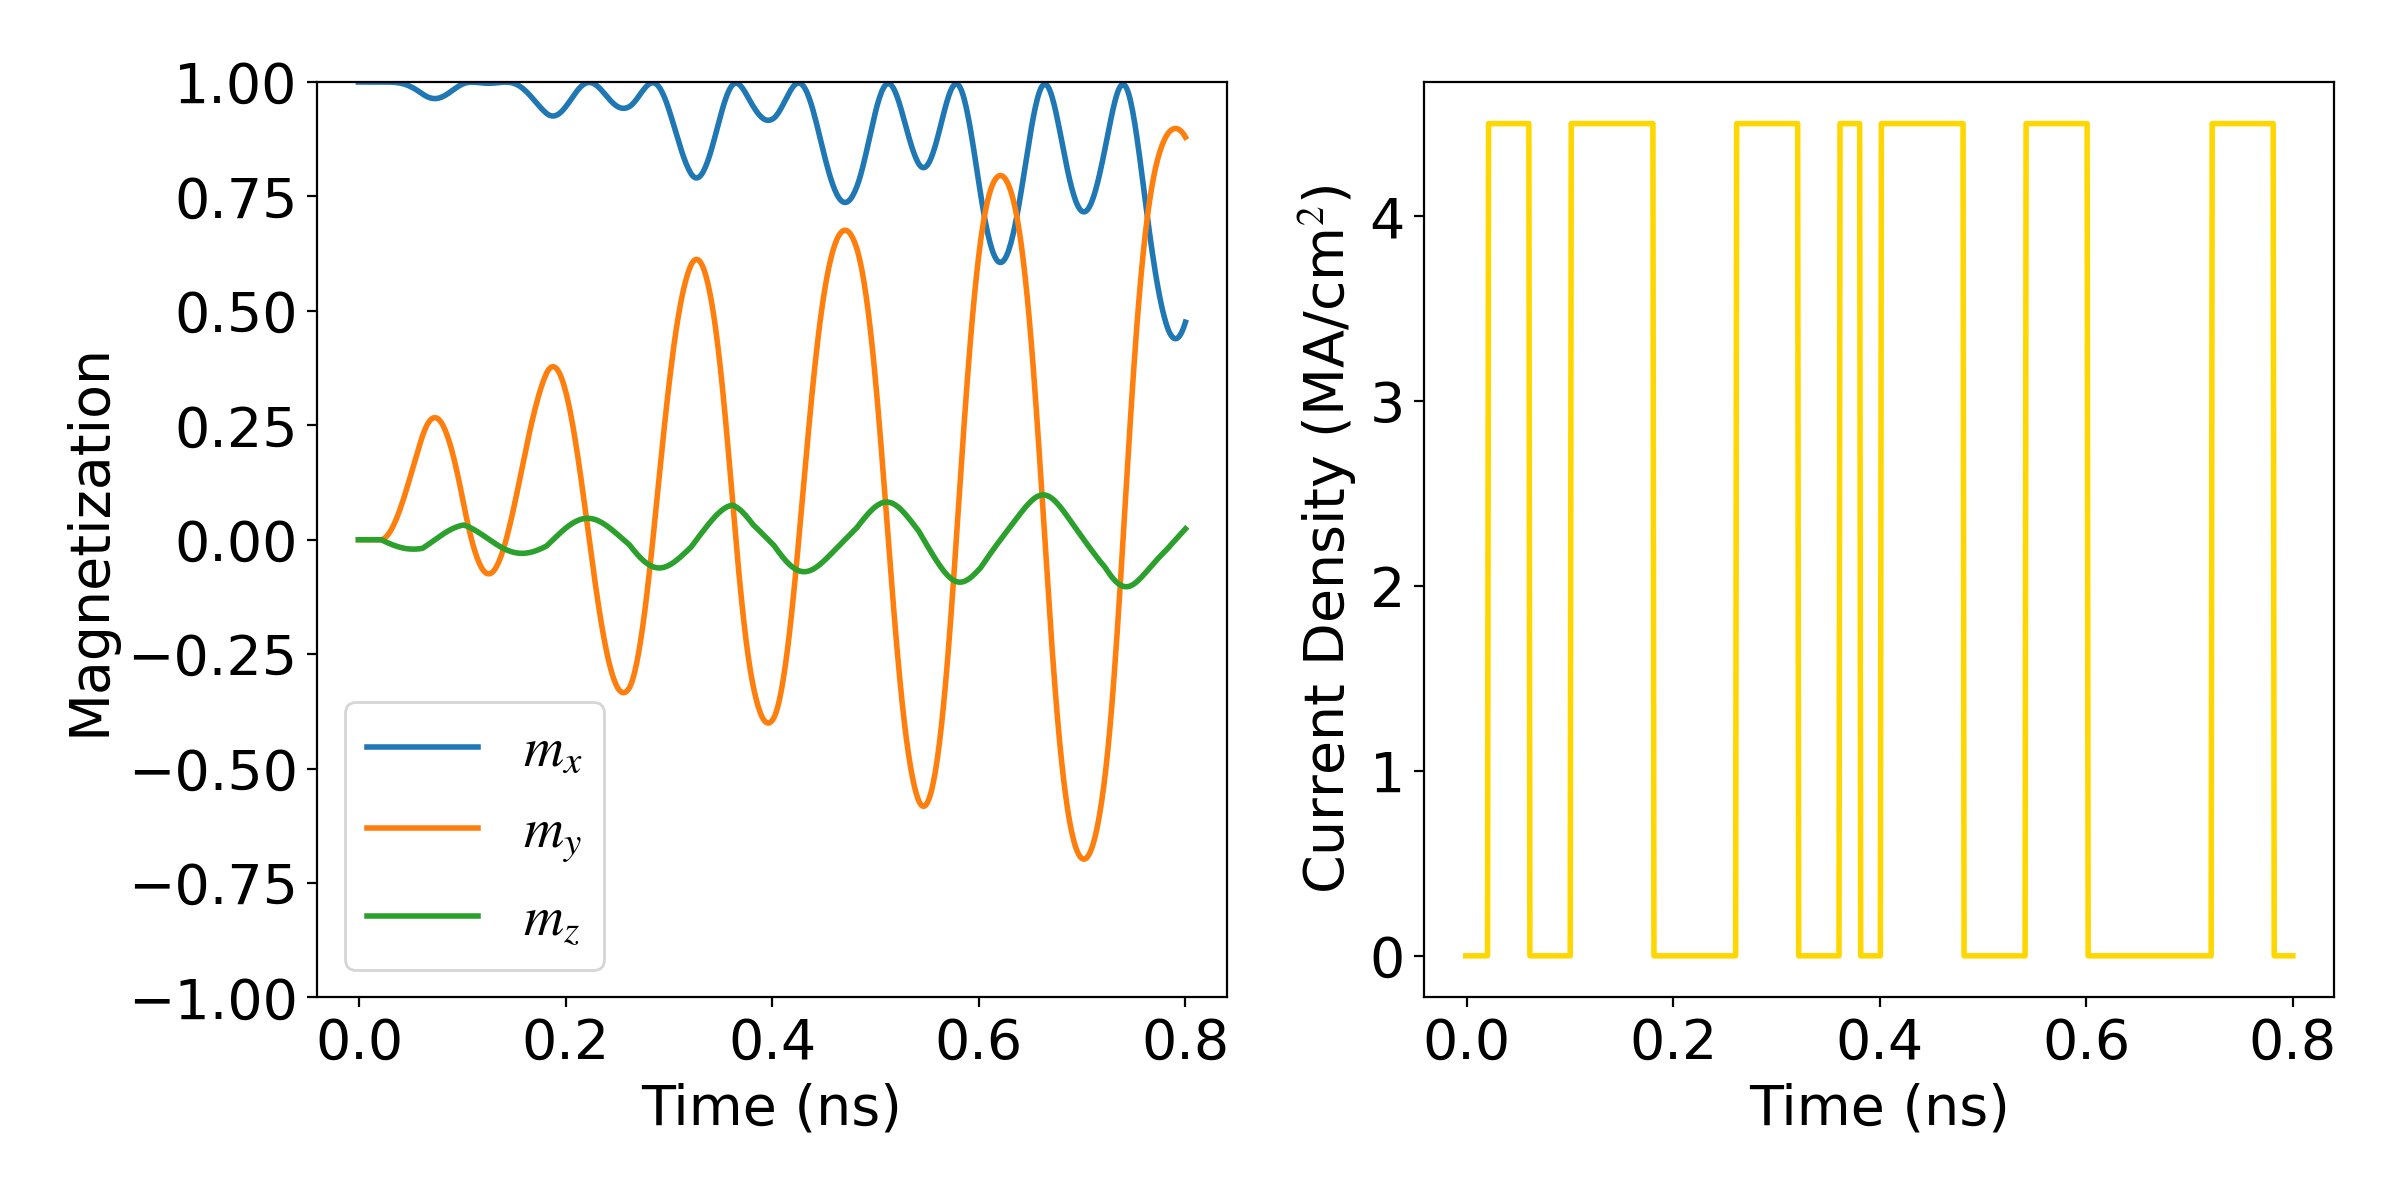 Magnetization
1.00
0.75
0.50
0.25
0.00
−0.25
−0.50
−0.75
−1.00
m_x
m_y
m_z
0.0 0.2 0.4 0.6 0.8
Time (ns)
Current Density (MA/cm²)
4
3
2
1
0
0.0 0.2 0.4 0.6 0.8
Time (ns)